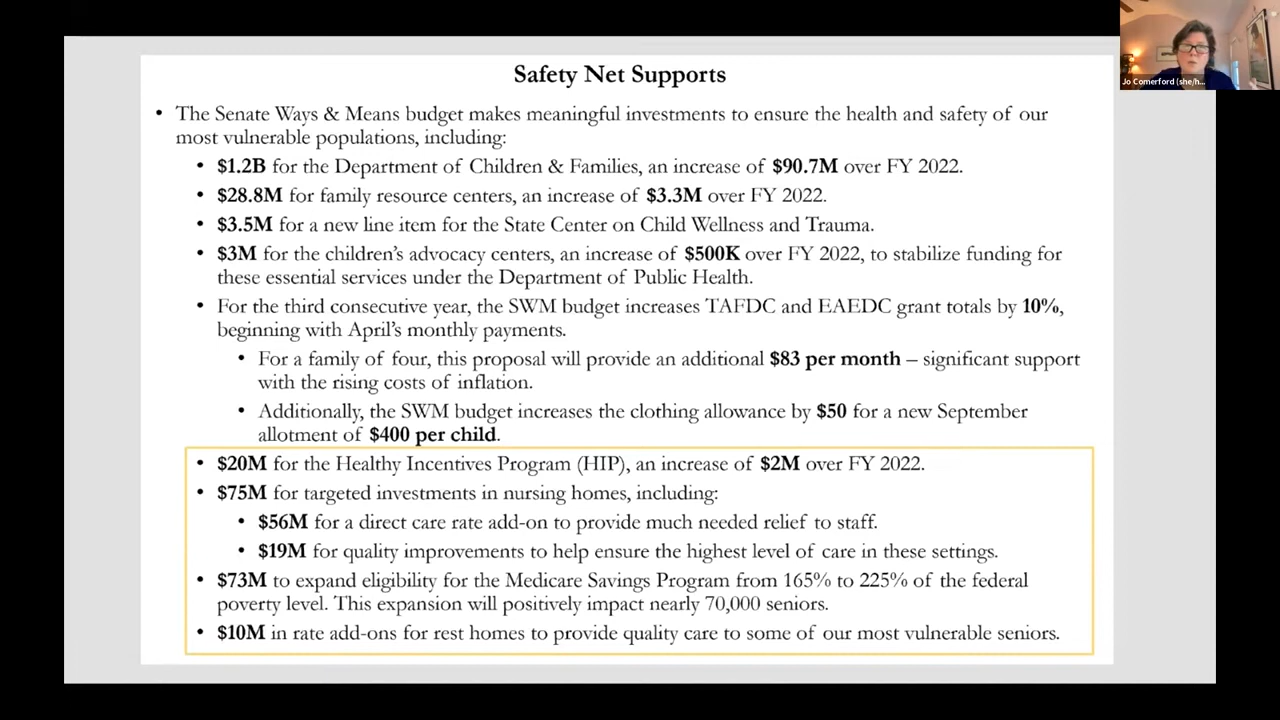 Safety Net Supports
• The Senate Ways & Means budget makes meaningful investments to ensure the health and safety of our
most vulnerable populations, including:
• $1.2B for the Department of Children & Families, an increase of $90.7M over FY 2022.
• $28.8M for family resource centers, an increase of $3.3M over FY 2022.
• $3.5M for a new line item for the State Center on Child Wellness and Trauma.
• $3M for the children's advocacy centers, an increase of $500K over FY 2022, to stabilize funding for
these essential services under the Department of Public Health.
• For the third consecutive year, the SWM budget increases TAFDC and EAEDC grant totals by 10%,
beginning with April's monthly payments.
• For a family of four, this proposal will provide an additional $83 per month – significant support
with the rising costs of inflation.
• Additionally, the SWM budget increases the clothing allowance by $50 for a new September
allotment of $400 per child.
• $20M for the Healthy Incentives Program (HIP), an increase of $2M over FY 2022.
• $75M for targeted investments in nursing homes, including:
• $56M for a direct care rate add-on to provide much needed relief to staff.
• $19M for quality improvements to help ensure the highest level of care in these settings.
• $73M to expand eligibility for the Medicare Savings Program from 165% to 225% of the federal
poverty level. This expansion will positively impact nearly 70,000 seniors.
• $10M in rate add-ons for rest homes to provide quality care to some of our most vulnerable seniors.
Jo Comerford (she/h...